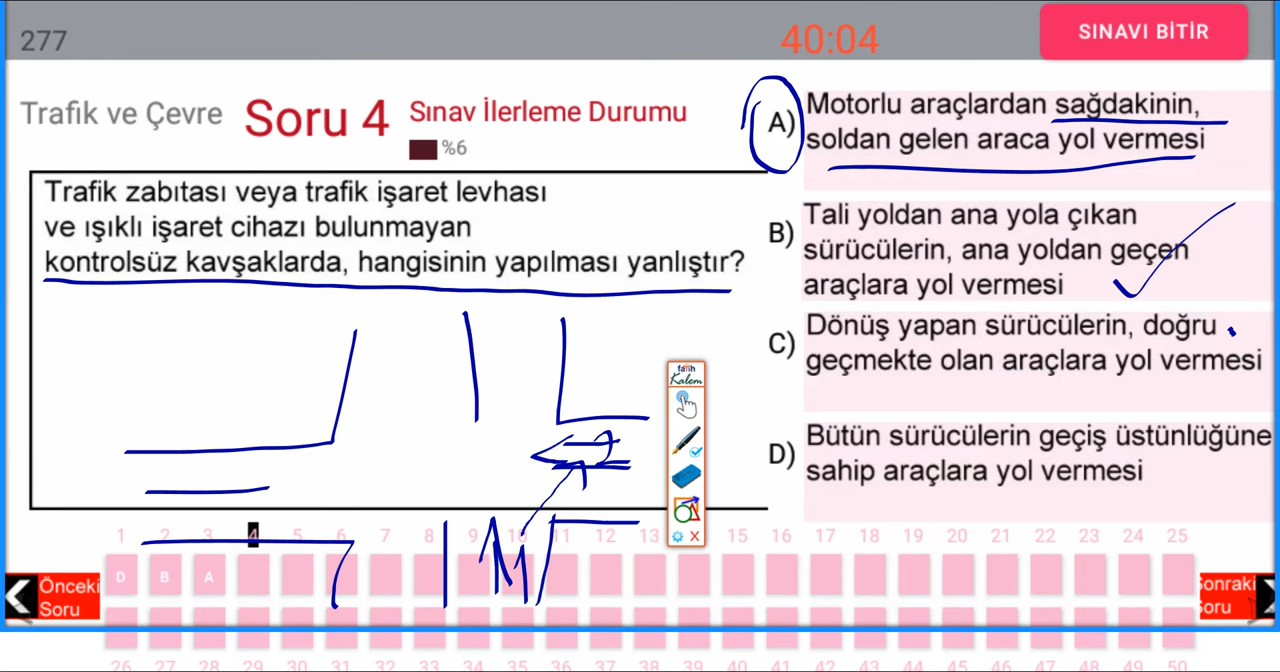 277
40:04
SINAVI BİTİR
Trafik ve Çevre
Soru 4
Sınav İlerleme Durumu
%6
Trafik zabıtası veya trafik işaret levhası
ve ışıklı işaret cihazı bulunmayan
kontrolsüz kavşaklarda, hangisinin yapılması yanlıştır?
A) Motorlu araçlardan sağdakinin,
soldan gelen araca yol vermesi
B) Tali yoldan ana yola çıkan
sürücülerin, ana yoldan geçen
araçlara yol vermesi
C) Dönüş yapan sürücülerin, doğru
geçmekte olan araçlara yol vermesi
D) Bütün sürücülerin geçiş üstünlüğüne
sahip araçlara yol vermesi
fatih
Kalem
1 2 3 4 5 6 7 8 9 10 11 12 13 14 15 16 17 18 19 20 21 22 23 24 25
D B A
Önceki
Soru
Sonraki
Soru
26 27 28 29 30 31 32 33 34 35 36 37 38 39 40 41 42 43 44 45 46 47 48 49 50